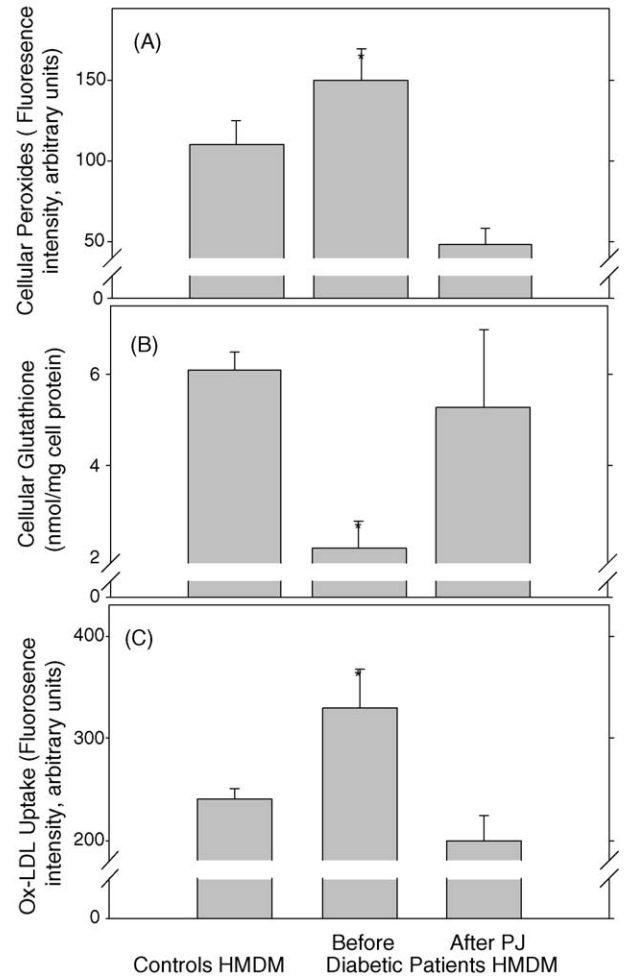 (A)
Cellular Peroxides ( Fluoresence
intensity, arbitrary units)
150
100
50
0
*
(B)
Cellular Glutathione
(nmol/mg cell protein)
6
4
2
0
*
(C)
Ox-LDL Uptake (Fluorosence
intensity, arbitrary units)
400
300
200
0
*
Before After PJ
Controls HMDM Diabetic Patients HMDM